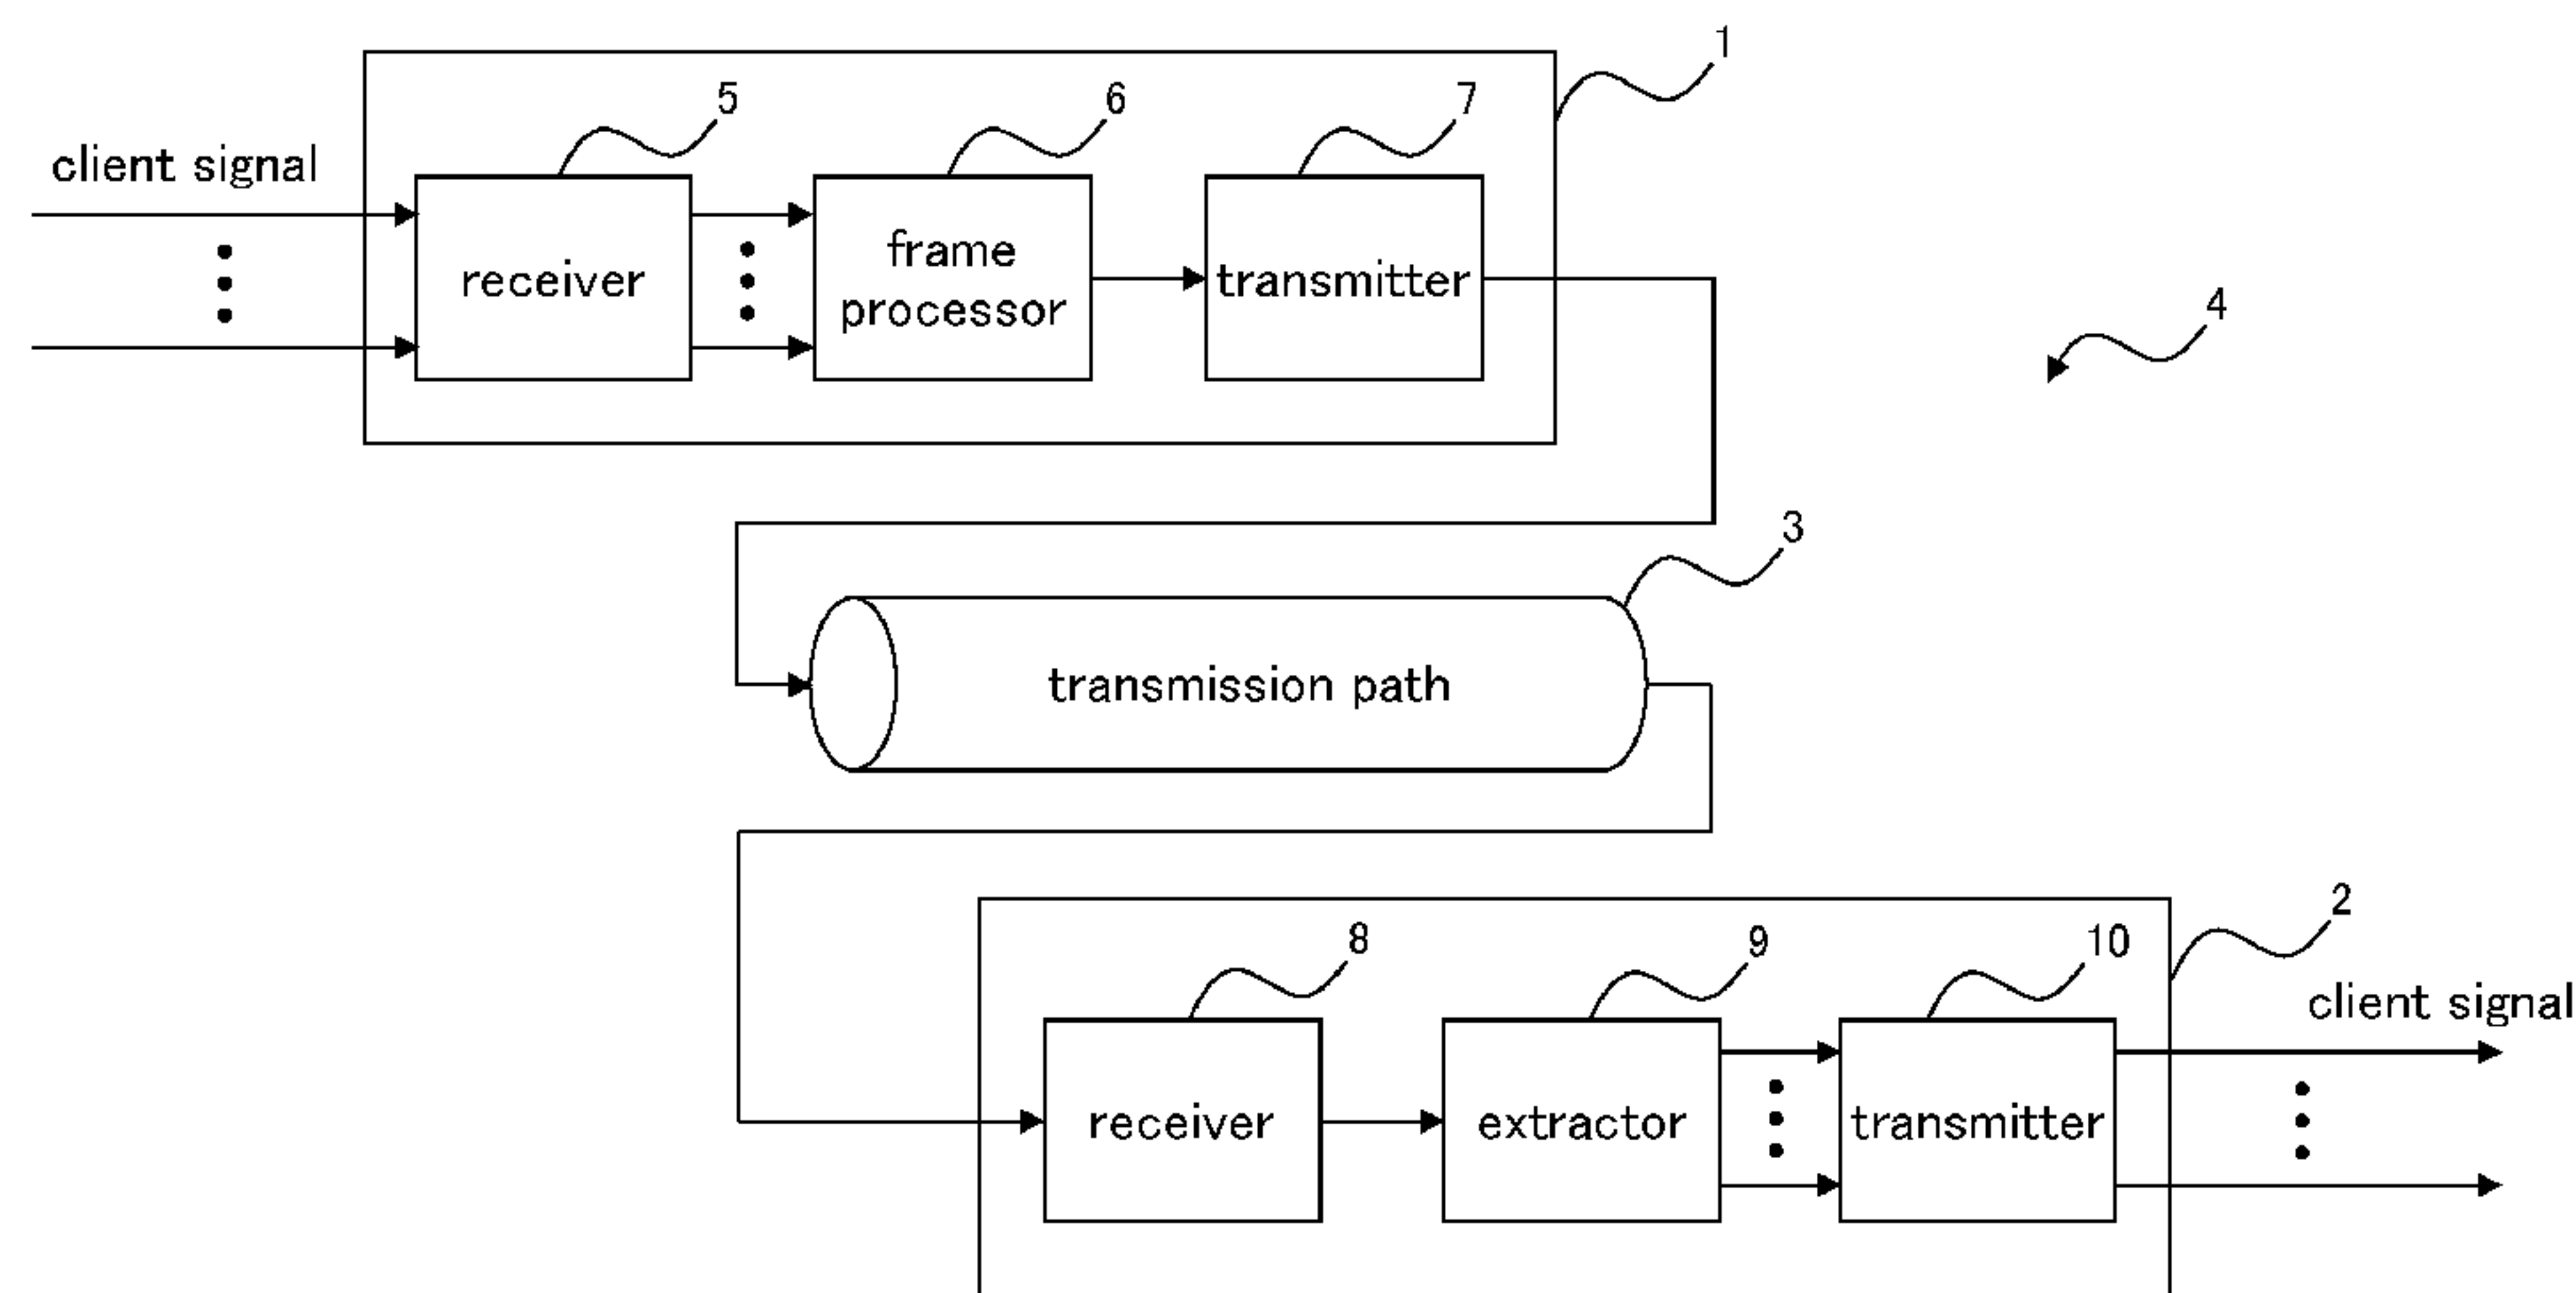 1
5
6
7
client signal
receiver
frame
processor
transmitter
4
3
transmission path
2
8
9
10
client signal
receiver
extractor
transmitter